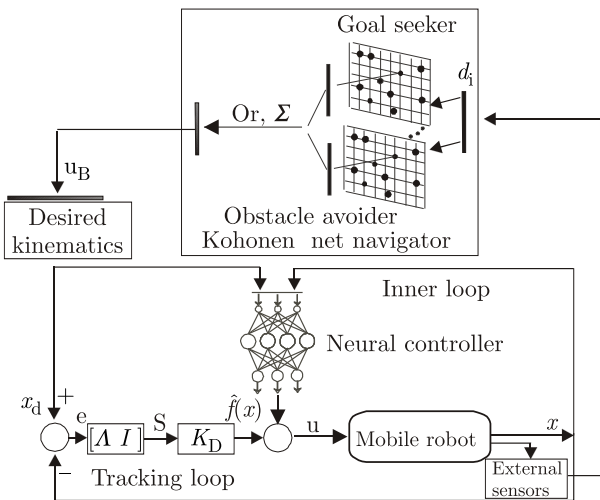 Goal seeker
d_i
Or, Σ
u_B
Desired
kinematics
Obstacle avoider
Kohonen net navigator
Inner loop
Neural controller
x_d
+
e
[Λ I]
S
K_D
f̂(x)
u
Mobile robot
x
−
Tracking loop
External
sensors